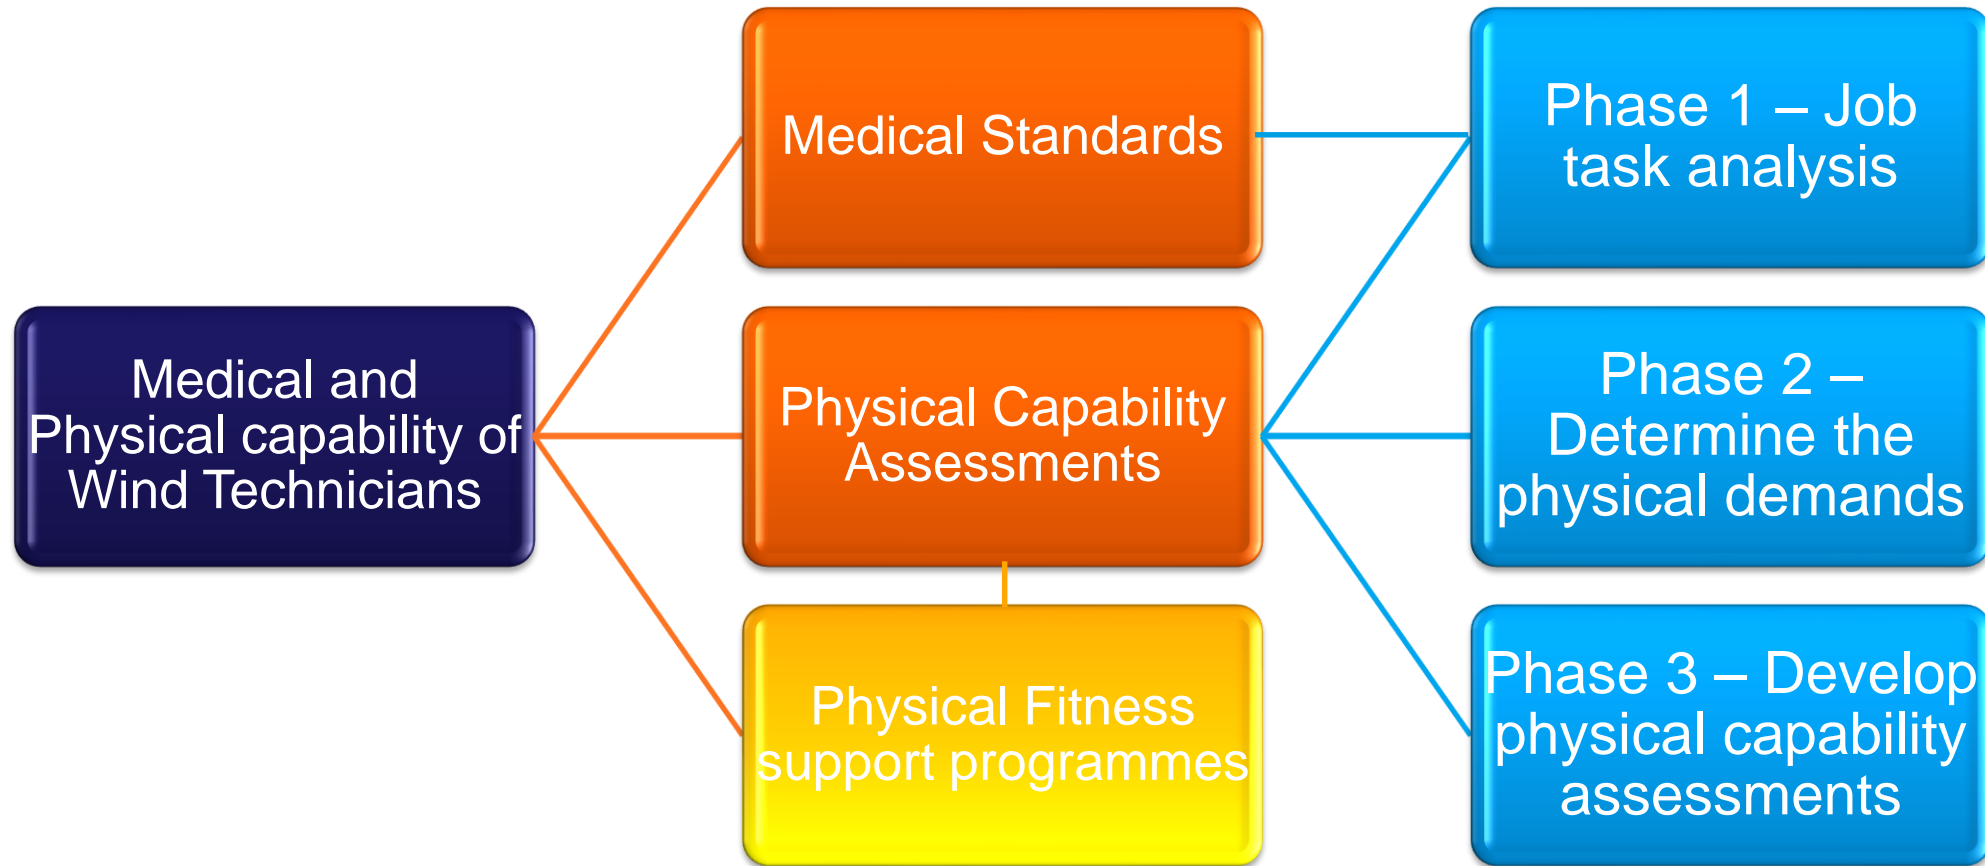 Medical and
Physical capability of
Wind Technicians
Medical Standards
Physical Capability
Assessments
Physical Fitness
support programmes
Phase 1 – Job
task analysis
Phase 2 –
Determine the
physical demands
Phase 3 – Develop
physical capability
assessments